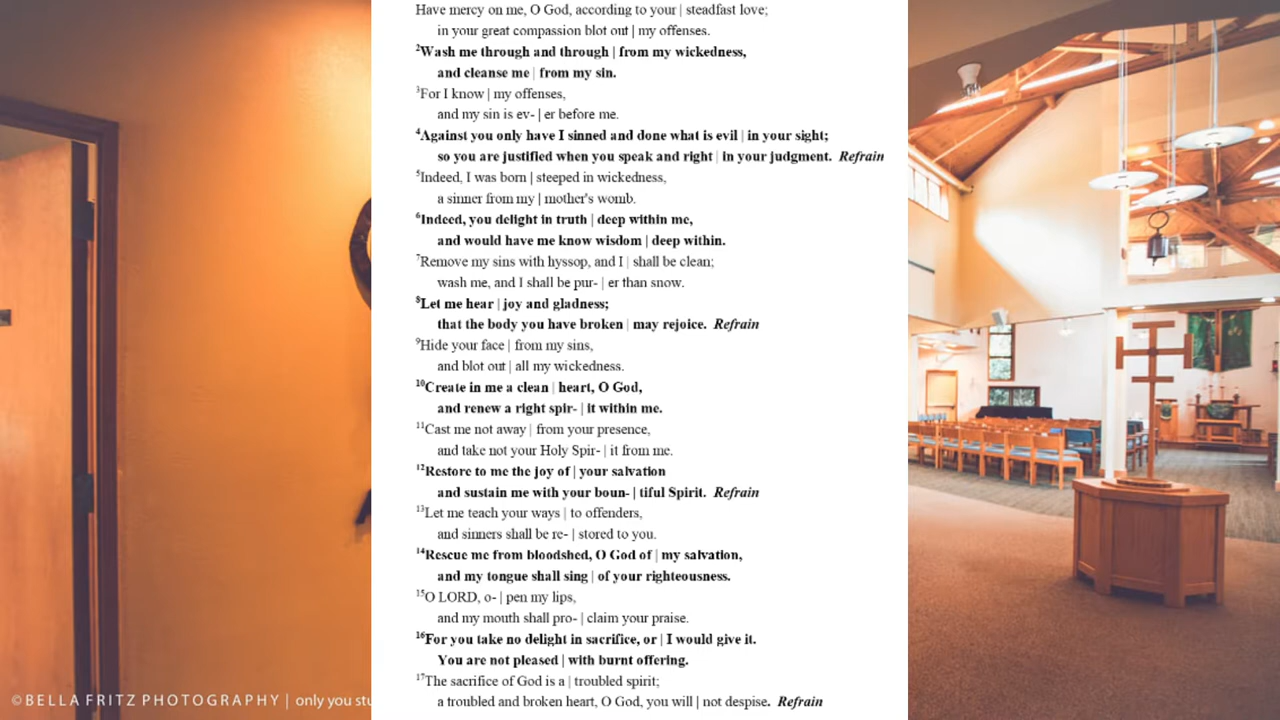 Have mercy on me, O God, according to your | steadfast love;
in your great compassion blot out | my offenses.
²Wash me through and through | from my wickedness,
and cleanse me | from my sin.
³For I know | my offenses,
and my sin is ev- | er before me.
⁴Against you only have I sinned and done what is evil | in your sight;
so you are justified when you speak and right | in your judgment. Refrain
⁵Indeed, I was born | steeped in wickedness,
a sinner from my | mother's womb.
⁶Indeed, you delight in truth | deep within me,
and would have me know wisdom | deep within.
⁷Remove my sins with hyssop, and I | shall be clean;
wash me, and I shall be pur- | er than snow.
⁸Let me hear | joy and gladness;
that the body you have broken | may rejoice. Refrain
⁹Hide your face | from my sins,
and blot out | all my wickedness.
¹⁰Create in me a clean | heart, O God,
and renew a right spir- | it within me.
¹¹Cast me not away | from your presence,
and take not your Holy Spir- | it from me.
¹²Restore to me the joy of | your salvation
and sustain me with your boun- | tiful Spirit. Refrain
¹³Let me teach your ways | to offenders,
and sinners shall be re- | stored to you.
¹⁴Rescue me from bloodshed, O God of | my salvation,
and my tongue shall sing | of your righteousness.
¹⁵O LORD, o- | pen my lips,
and my mouth shall pro- | claim your praise.
¹⁶For you take no delight in sacrifice, or | I would give it.
You are not pleased | with burnt offering.
¹⁷The sacrifice of God is a | troubled spirit;
a troubled and broken heart, O God, you will | not despise. Refrain
©BELLA FRITZ PHOTOGRAPHY | only you stu